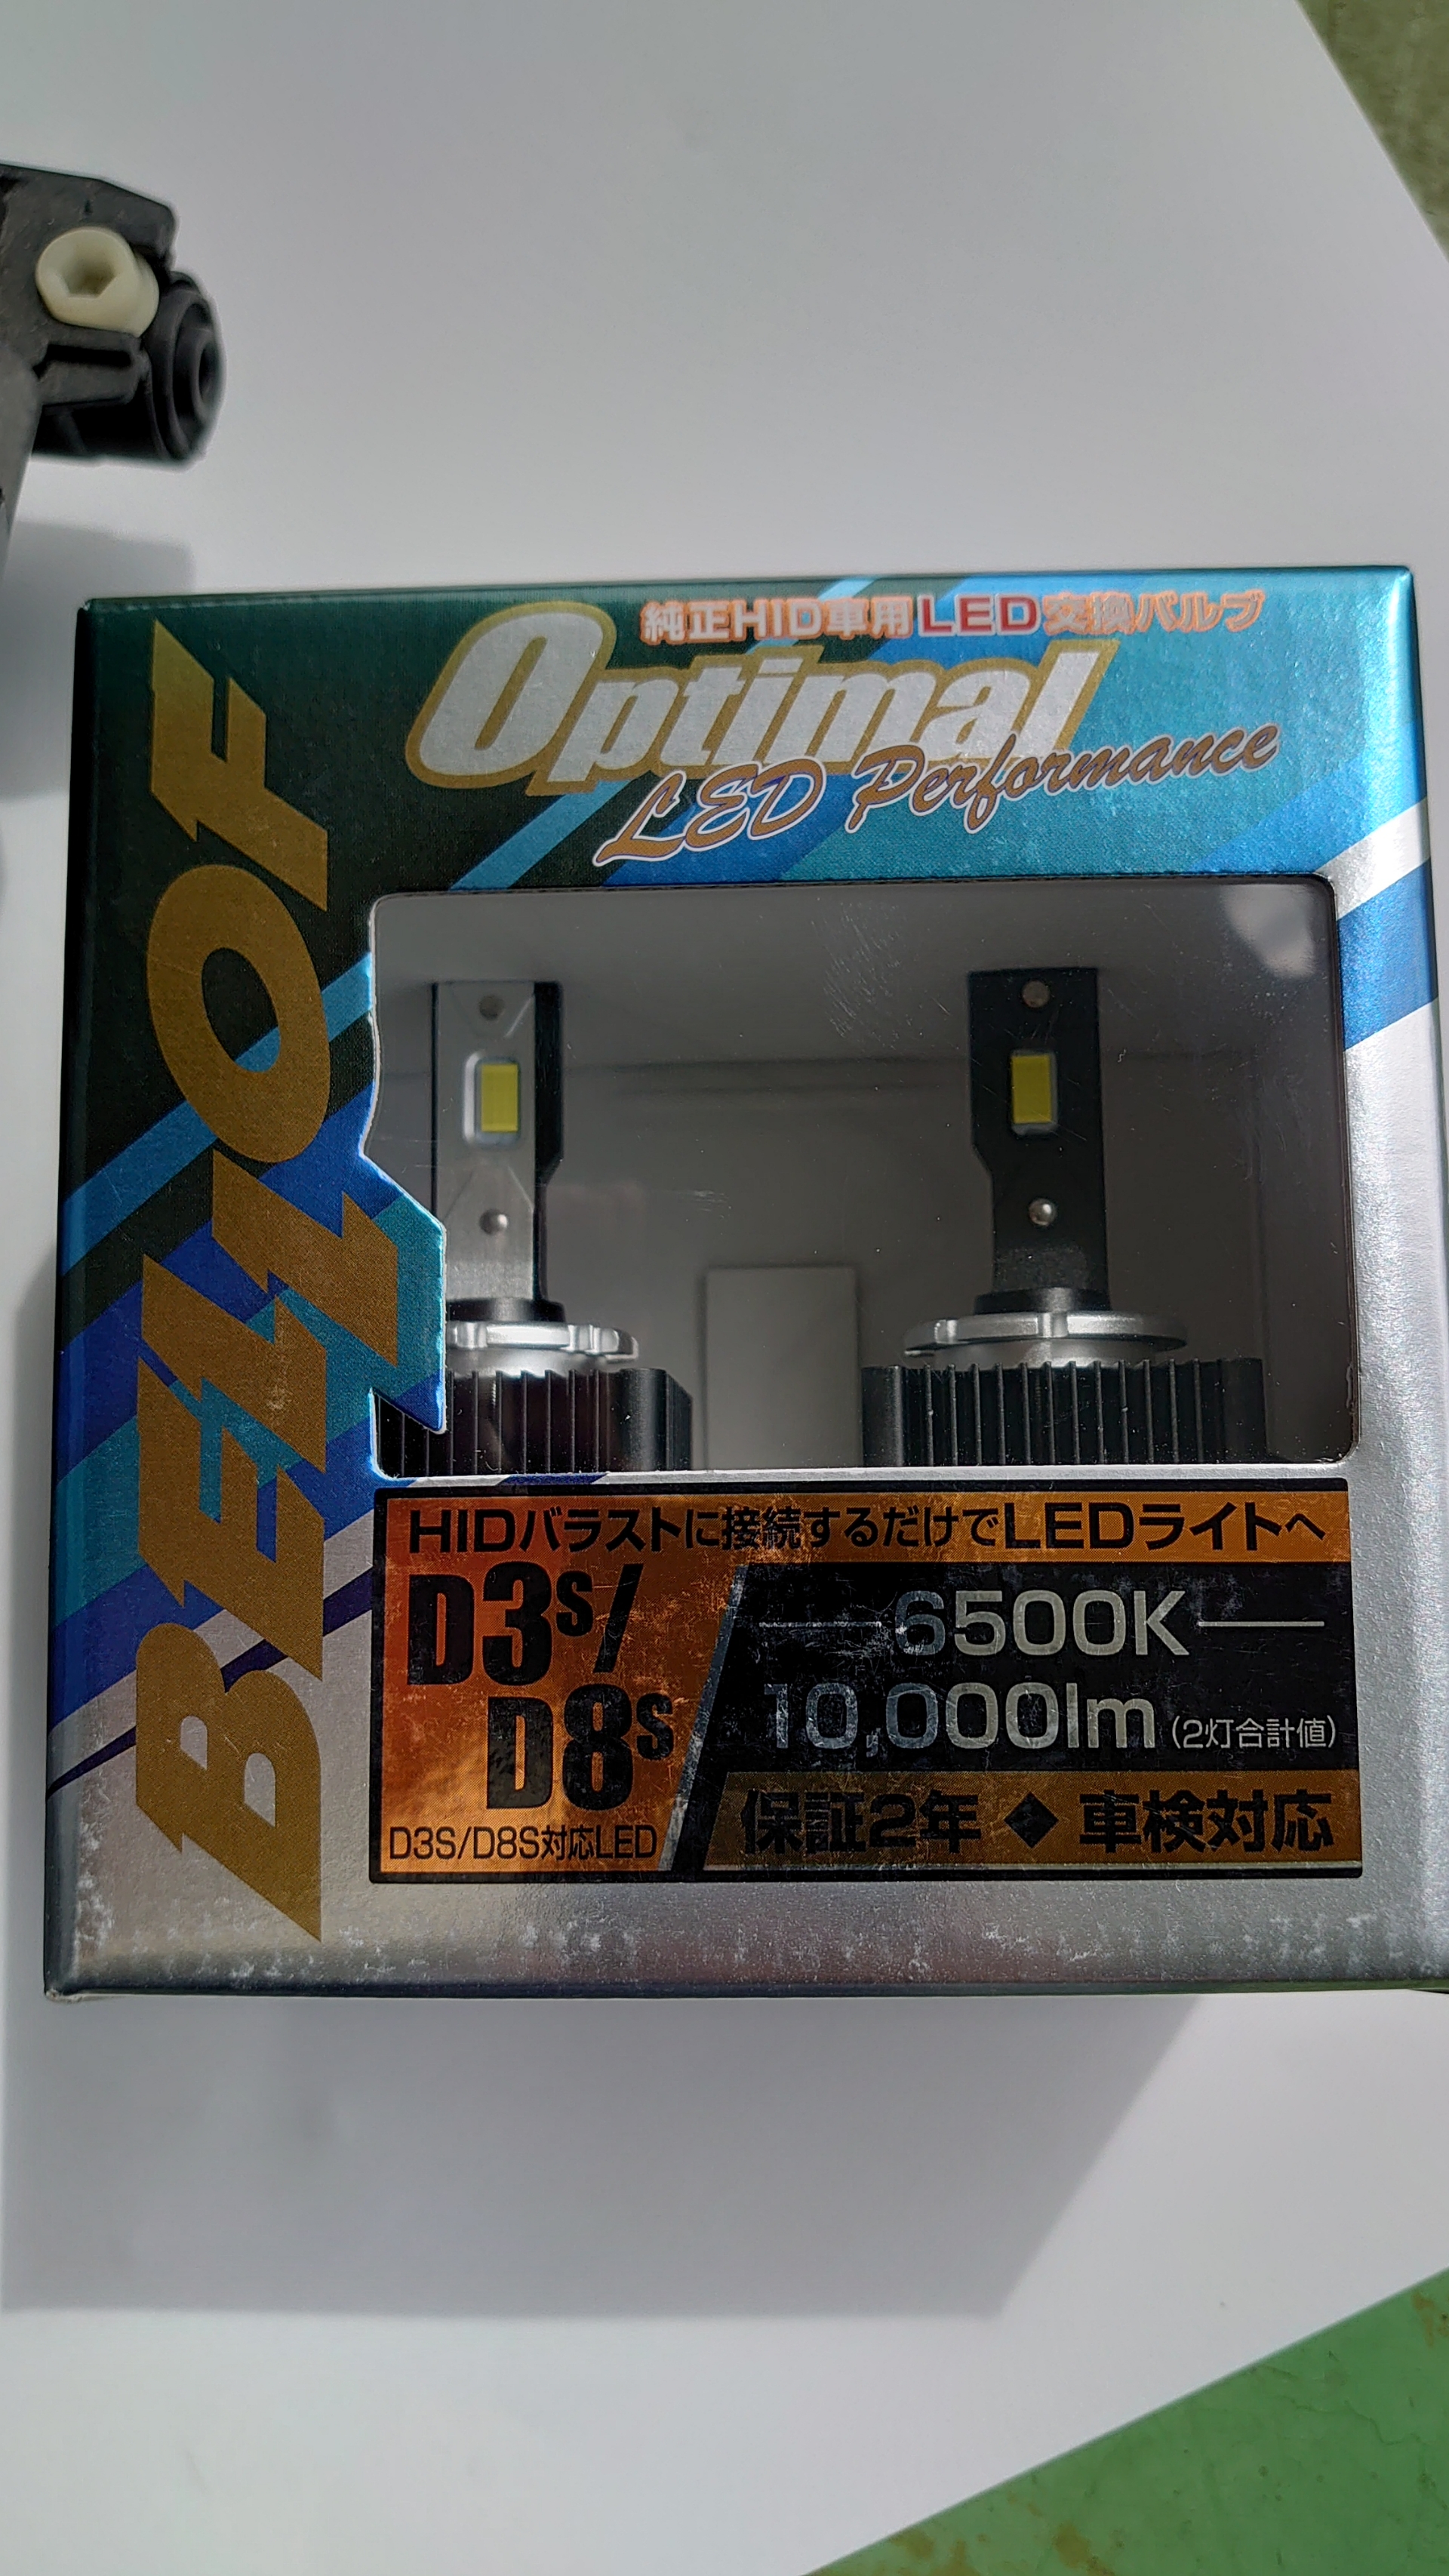 純正HID車用LED交換バルブ
Optimal
LED Performance
BELLOF
HIDバラストに接続するだけでLEDライトへ
D3S/
D8S
D3S/D8S対応LED
6500K
10,000lm(2灯合計値)
保証2年◆車検対応